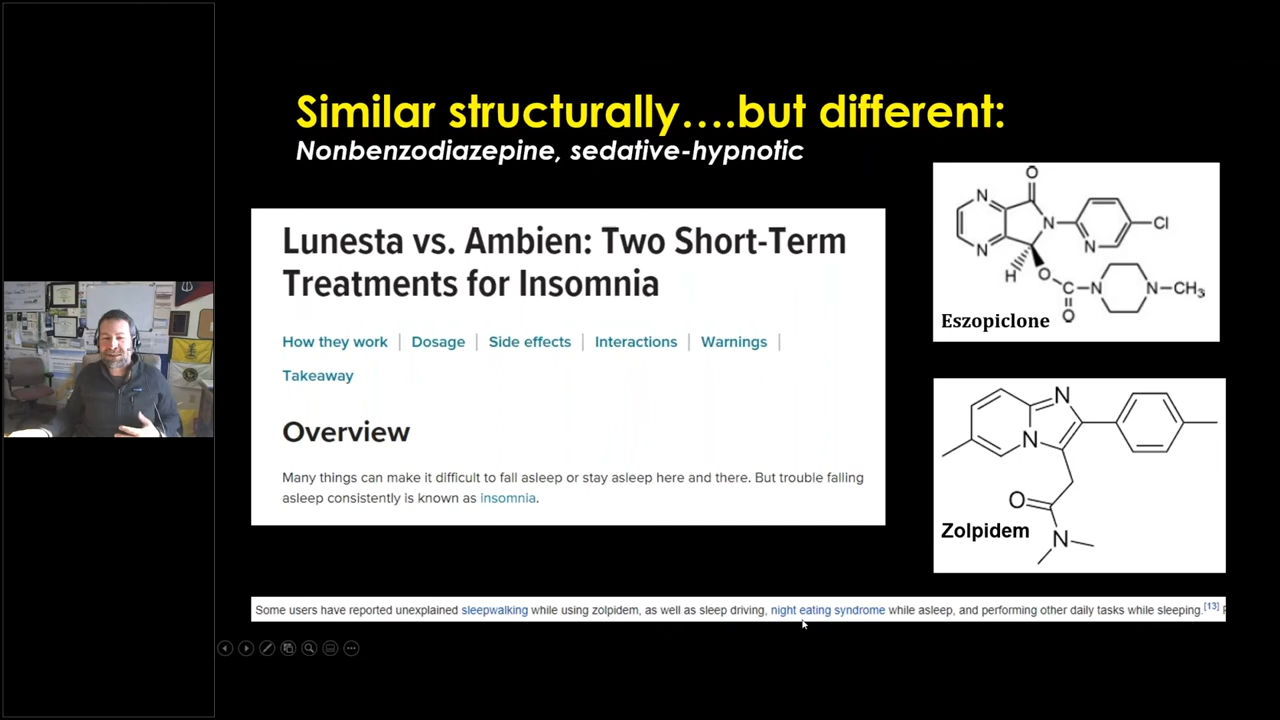 Similar structurally....but different:
Nonbenzodiazepine, sedative-hypnotic
Lunesta vs. Ambien: Two Short-Term
Treatments for Insomnia
How they work | Dosage | Side effects | Interactions | Warnings |
Takeaway
Overview
Many things can make it difficult to fall asleep or stay asleep here and there. But trouble falling
asleep consistently is known as insomnia.
O
N
N
N
N
Cl
H
O
C
O
N
N
CH3
Eszopiclone
N
N
O
N
Zolpidem
Some users have reported unexplained sleepwalking while using zolpidem, as well as sleep driving, night eating syndrome while asleep, and performing other daily tasks while sleeping.[13]